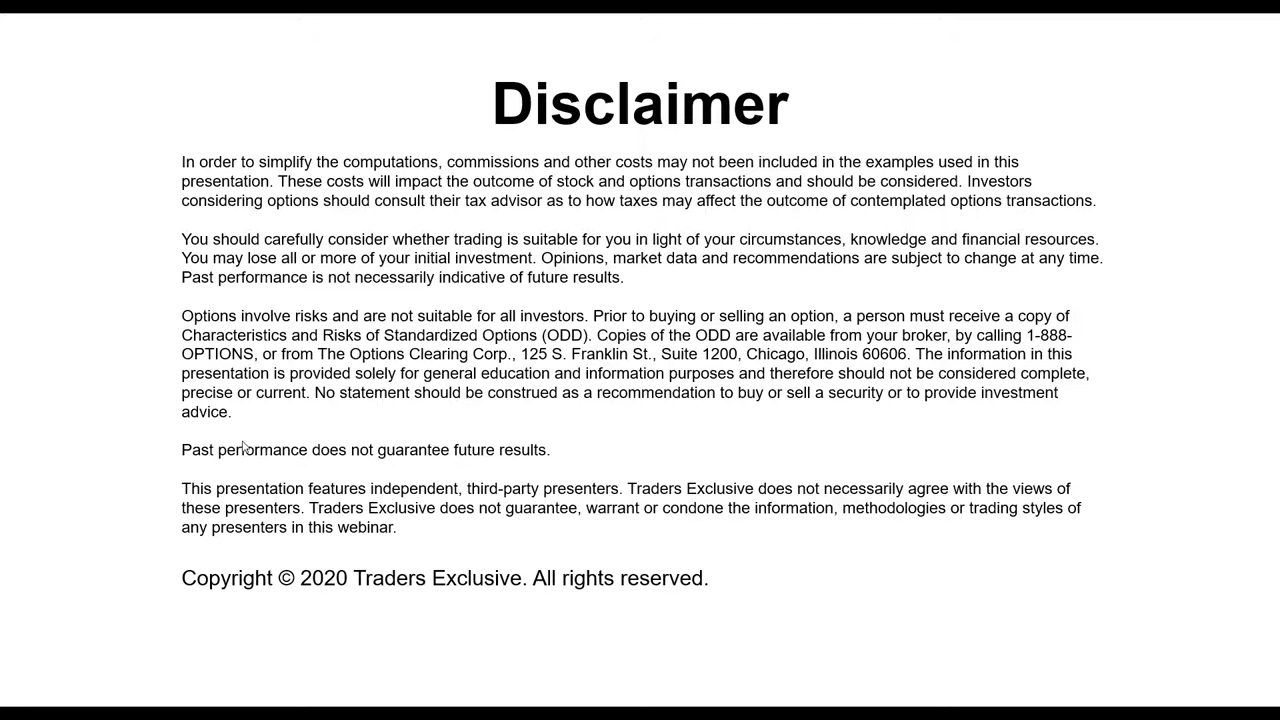 Disclaimer
In order to simplify the computations, commissions and other costs may not been included in the examples used in this
presentation. These costs will impact the outcome of stock and options transactions and should be considered. Investors
considering options should consult their tax advisor as to how taxes may affect the outcome of contemplated options transactions.
You should carefully consider whether trading is suitable for you in light of your circumstances, knowledge and financial resources.
You may lose all or more of your initial investment. Opinions, market data and recommendations are subject to change at any time.
Past performance is not necessarily indicative of future results.
Options involve risks and are not suitable for all investors. Prior to buying or selling an option, a person must receive a copy of
Characteristics and Risks of Standardized Options (ODD). Copies of the ODD are available from your broker, by calling 1-888-
OPTIONS, or from The Options Clearing Corp., 125 S. Franklin St., Suite 1200, Chicago, Illinois 60606. The information in this
presentation is provided solely for general education and information purposes and therefore should not be considered complete,
precise or current. No statement should be construed as a recommendation to buy or sell a security or to provide investment
advice.
Past performance does not guarantee future results.
This presentation features independent, third-party presenters. Traders Exclusive does not necessarily agree with the views of
these presenters. Traders Exclusive does not guarantee, warrant or condone the information, methodologies or trading styles of
any presenters in this webinar.
Copyright © 2020 Traders Exclusive. All rights reserved.